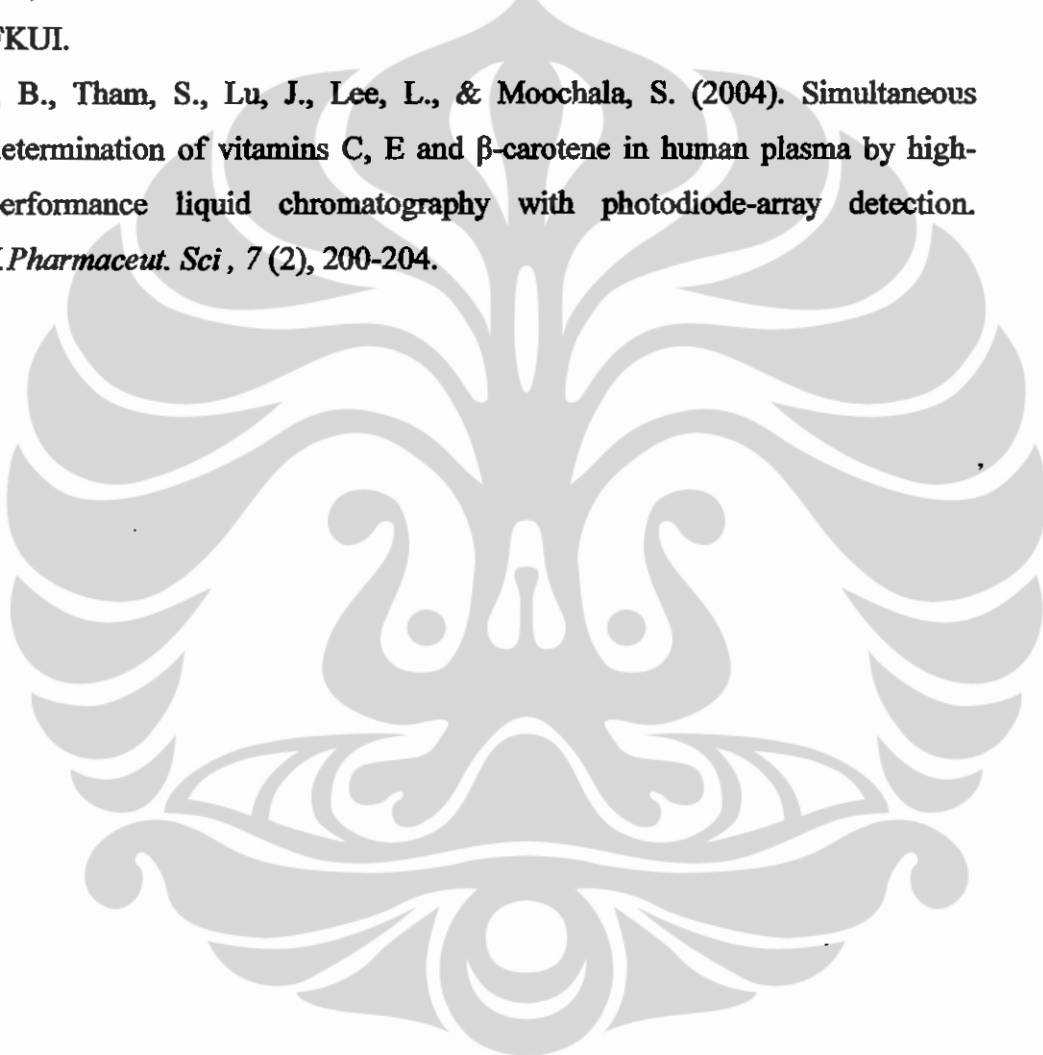 FKUI.
B., Tham, S., Lu, J., Lee, L., & Moochala, S. (2004). Simultaneous
determination of vitamins C, E and β-carotene in human plasma by high-
performance liquid chromatography with photodiode-array detection.
J.Pharmaceut. Sci, 7 (2), 200-204.